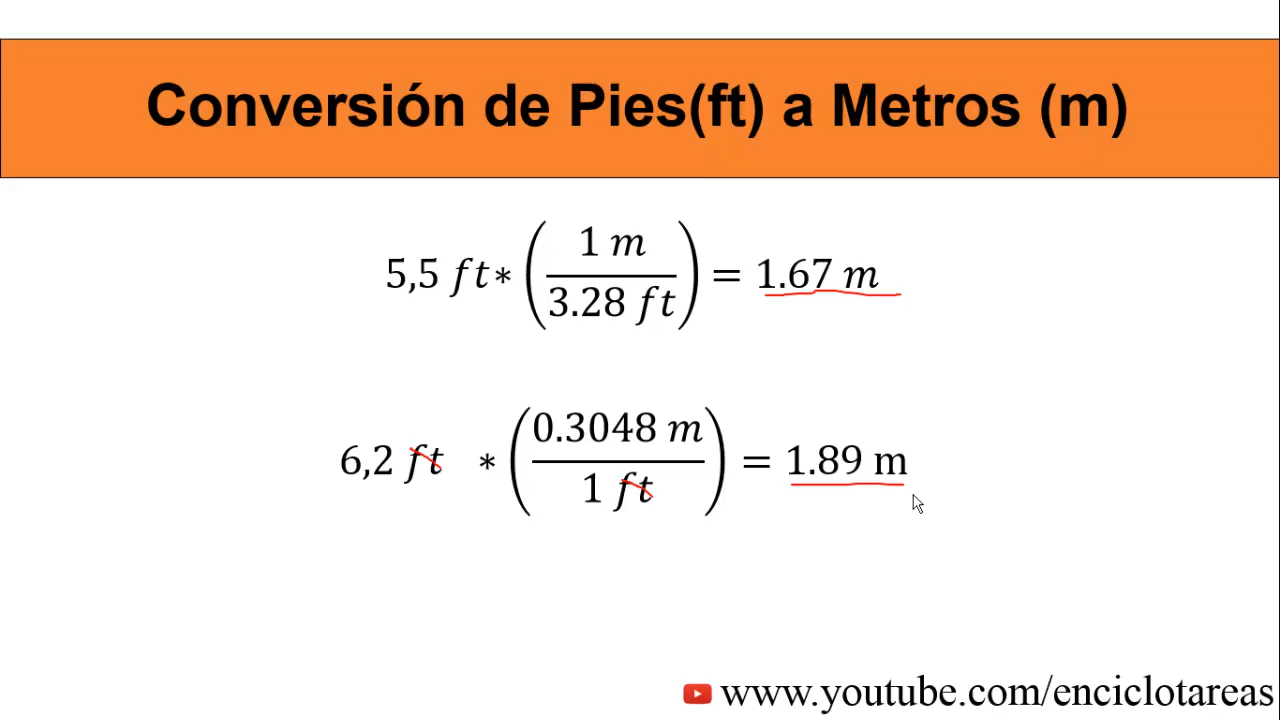 Conversión de Pies(ft) a Metros (m)
5,5 ft∗ (1 m / 3.28 ft) = 1.67 m
6,2 ft ∗ (0.3048 m / 1 ft) = 1.89 m
www.youtube.com/enciclotareas